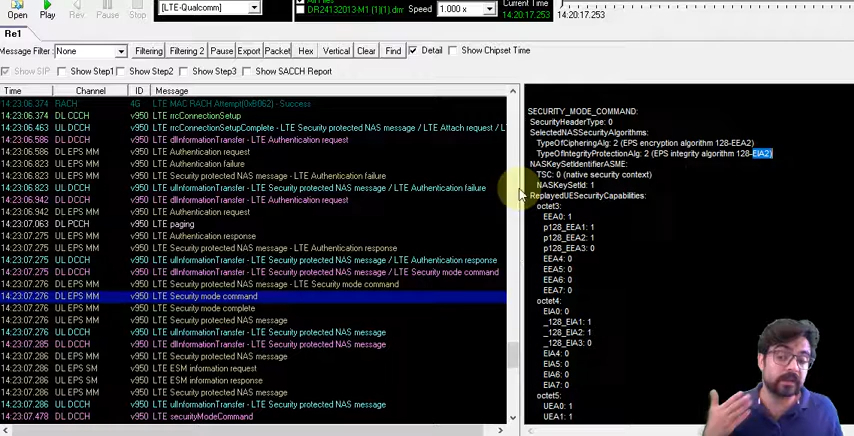 [LTE-Qualcomm]
All Files
DR24132013-M1 (1)(1).drr
Speed 1.000 x
Current Time
14:20:17.253
14:20:17.253
Open Play Rev. Pause Stop
Re1
Message Filter: None Filtering Filtering 2 Pause Export Packet Hex Vertical Clear Find Detail Show Chipset Time
Show SIP Show Step1 Show Step2 Show Step3 Show SACCH Report
Time Channel ID Message
14:23:06.374 RACH 4G LTE MAC RACH Attempt(0xB062) - Success
14:23:06.374 DL CCCH v950 LTE rrcConnectionSetup
14:23:06.463 UL DCCH v950 LTE rrcConnectionSetupComplete - LTE Security protected NAS message / LTE Attach request / LTE
14:23:06.586 DL DCCH v950 LTE dlInformationTransfer - LTE Authentication request
14:23:06.586 DL EPS MM v950 LTE Authentication request
14:23:06.823 UL EPS MM v950 LTE Authentication failure
14:23:06.823 UL EPS MM v950 LTE Security protected NAS message - LTE Authentication failure
14:23:06.823 UL DCCH v950 LTE ulInformationTransfer - LTE Security protected NAS message / LTE Authentication failure
14:23:06.942 DL DCCH v950 LTE dlInformationTransfer - LTE Authentication request
14:23:06.942 DL EPS MM v950 LTE Authentication request
14:23:07.063 DL PCCH v950 LTE paging
14:23:07.275 UL EPS MM v950 LTE Authentication response
14:23:07.275 UL EPS MM v950 LTE Security protected NAS message - LTE Authentication response
14:23:07.275 UL DCCH v950 LTE ulInformationTransfer - LTE Security protected NAS message / LTE Authentication response
14:23:07.276 DL DCCH v950 LTE dlInformationTransfer - LTE Security protected NAS message / LTE Security mode command
14:23:07.276 DL EPS MM v950 LTE Security protected NAS message - LTE Security mode command
14:23:07.276 DL EPS MM v950 LTE Security mode command
14:23:07.276 UL EPS MM v950 LTE Security mode complete
14:23:07.276 UL EPS MM v950 LTE Security protected NAS message
14:23:07.276 UL DCCH v950 LTE ulInformationTransfer - LTE Security protected NAS message
14:23:07.285 DL DCCH v950 LTE dlInformationTransfer - LTE Security protected NAS message
14:23:07.286 DL EPS MM v950 LTE Security protected NAS message
14:23:07.286 DL EPS SM v950 LTE ESM information request
14:23:07.286 UL EPS SM v950 LTE ESM information response
14:23:07.286 UL EPS MM v950 LTE Security protected NAS message
14:23:07.286 UL DCCH v950 LTE ulInformationTransfer - LTE Security protected NAS message
14:23:07.478 DL DCCH v950 LTE securityModeCommand
SECURITY_MODE_COMMAND:
SecurityHeaderType: 0
SelectedNASSecurityAlgorithms:
TypeOfCipheringAlg: 2 (EPS encryption algorithm 128-EEA2)
TypeOfIntegrityProtectionAlg: 2 (EPS integrity algorithm 128-EIA2)
NASKeySetIdentifierASME:
TSC: 0 (native security context)
NASKeySetId: 1
ReplayedUESecurityCapabilities:
octet3:
EEA0: 1
p128_EEA1: 1
p128_EEA2: 1
p128_EEA3: 0
EEA4: 0
EEA5: 0
EEA6: 0
EEA7: 0
octet4:
EIA0: 0
_128_EIA1: 1
_128_EIA2: 1
_128_EIA3: 0
EIA4: 0
EIA5: 0
EIA6: 0
EIA7: 0
octet5:
UEA0: 1
UEA1: 1